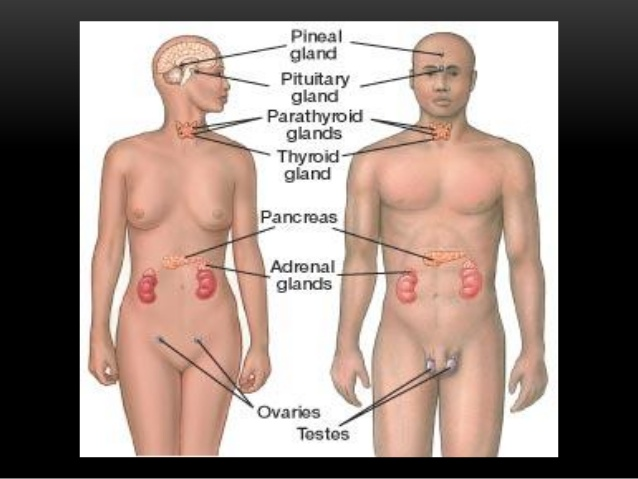 Pineal
gland
Pituitary
gland
Parathyroid
glands
Thyroid
gland
Pancreas
Adrenal
glands
Ovaries
Testes